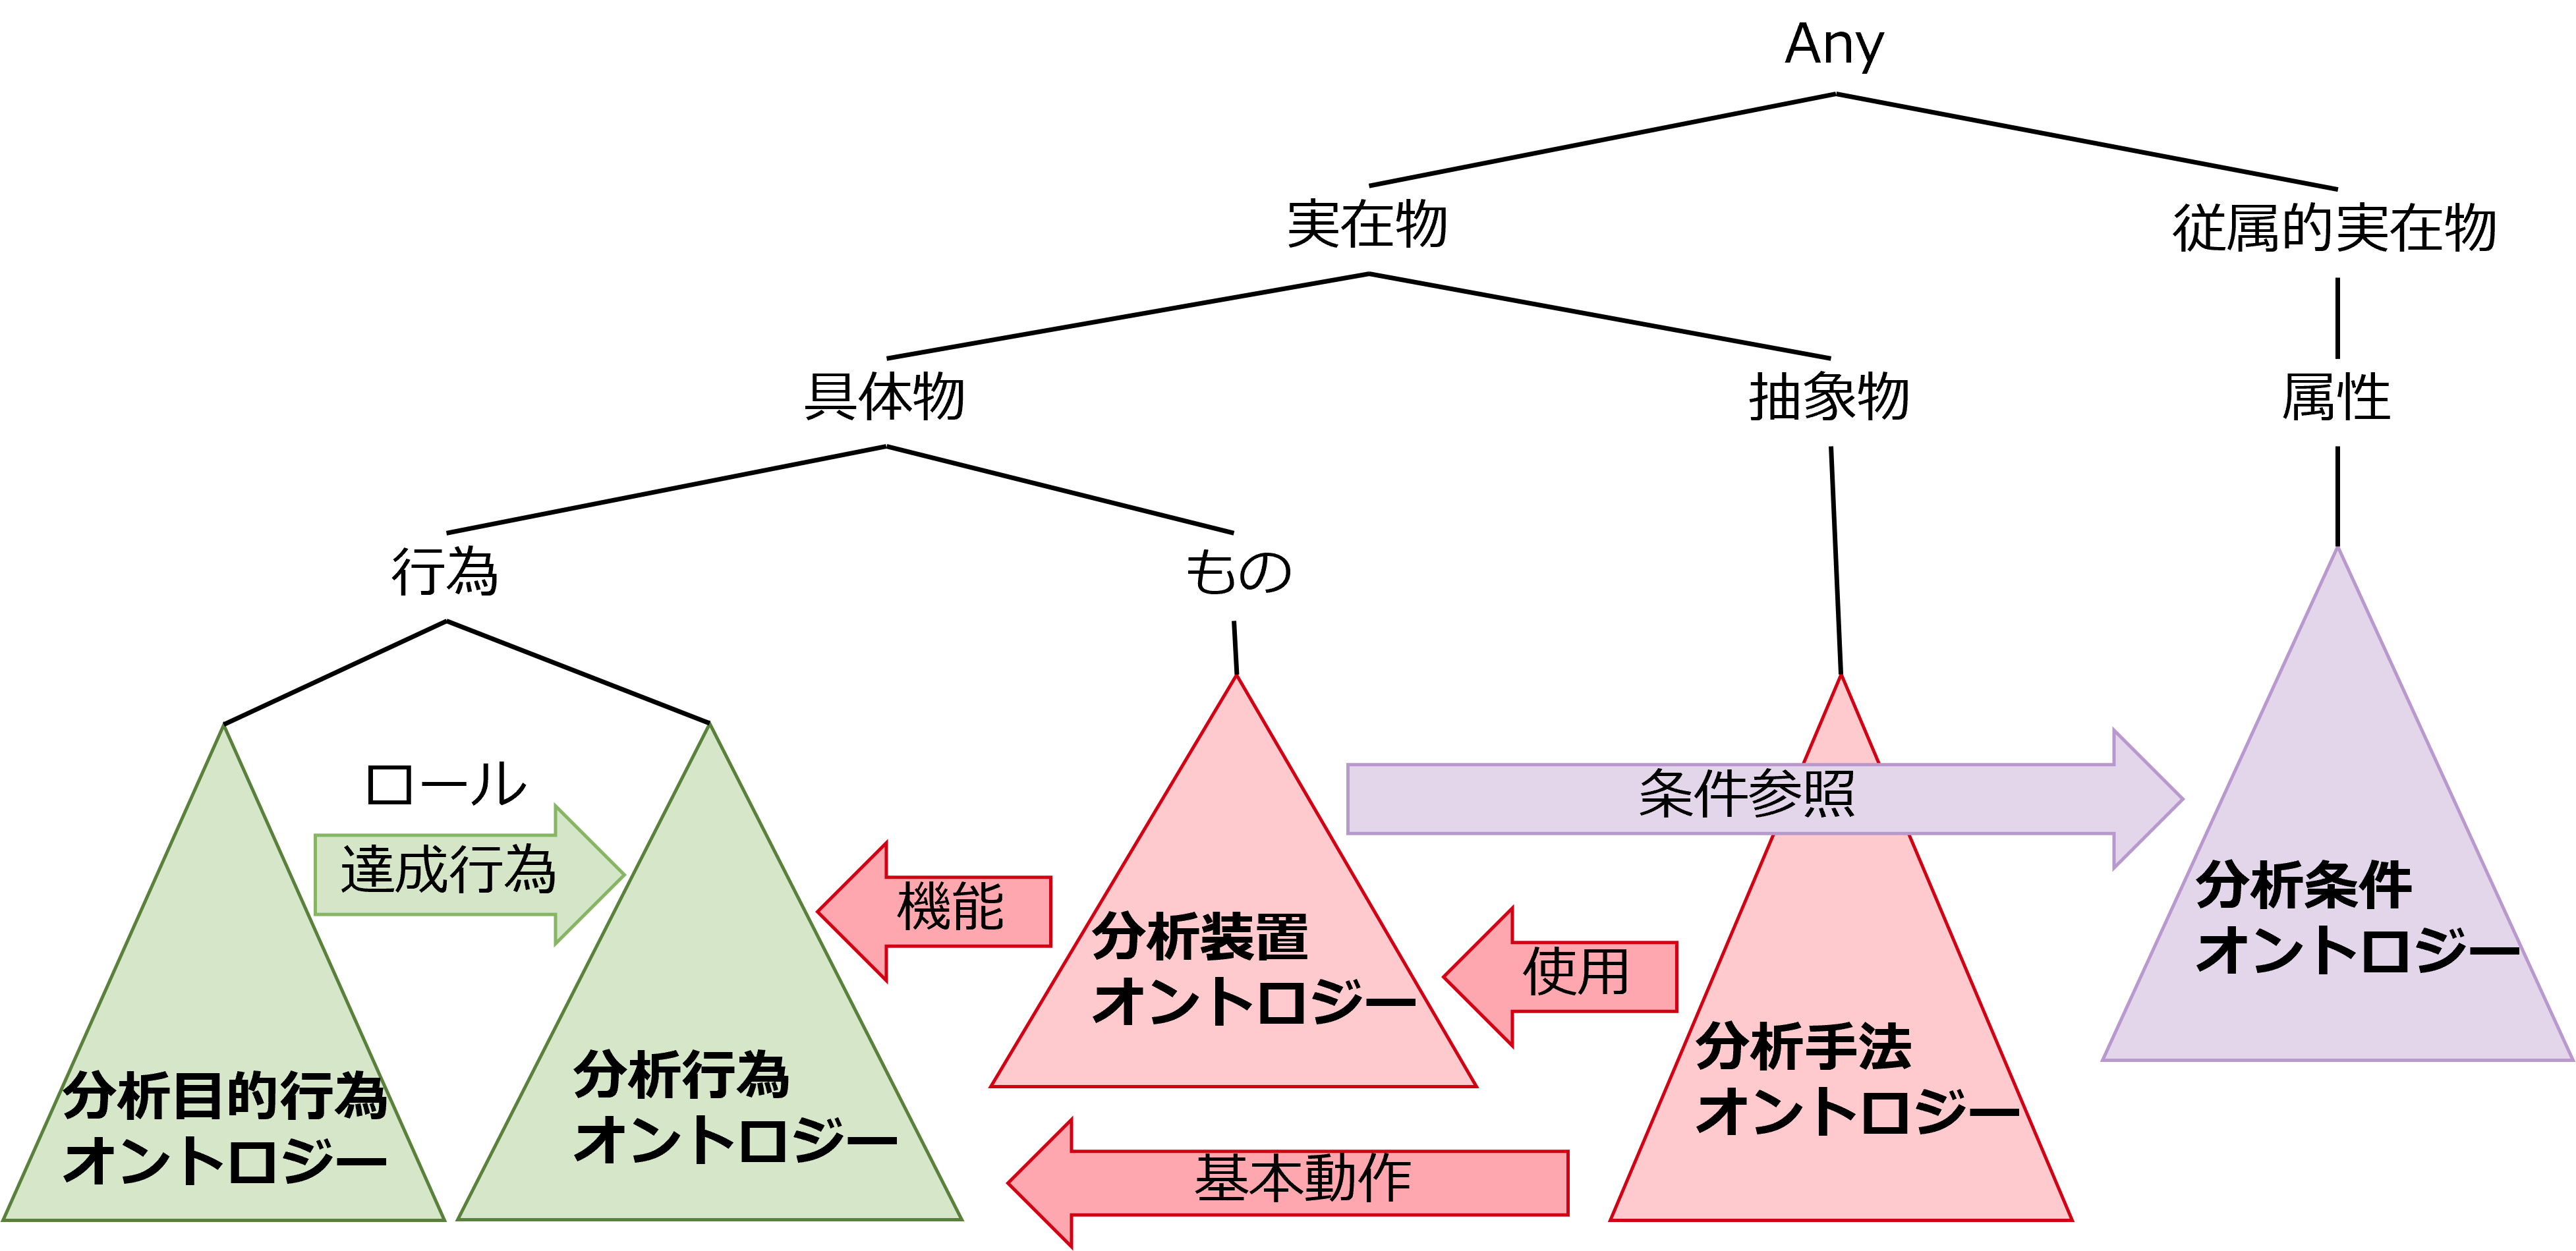 Any
実在物
従属的実在物
具体物
抽象物
属性
行為
もの
ロール
達成行為
機能
使用
条件参照
基本動作
分析目的行為
オントロジー
分析行為
オントロジー
分析装置
オントロジー
分析手法
オントロジー
分析条件
オントロジー